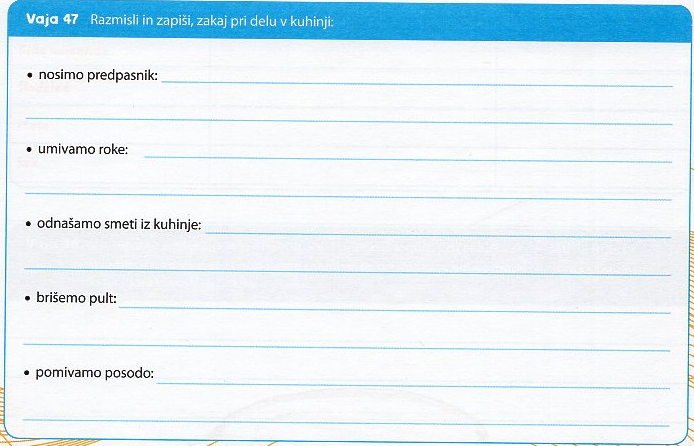 Vaja 47 Razmisli in zapiši, zakaj pri delu v kuhinji:
• nosimo predpasnik:
• umivamo roke:
• odnašamo smeti iz kuhinje:
• brišemo pult:
• pomivamo posodo: